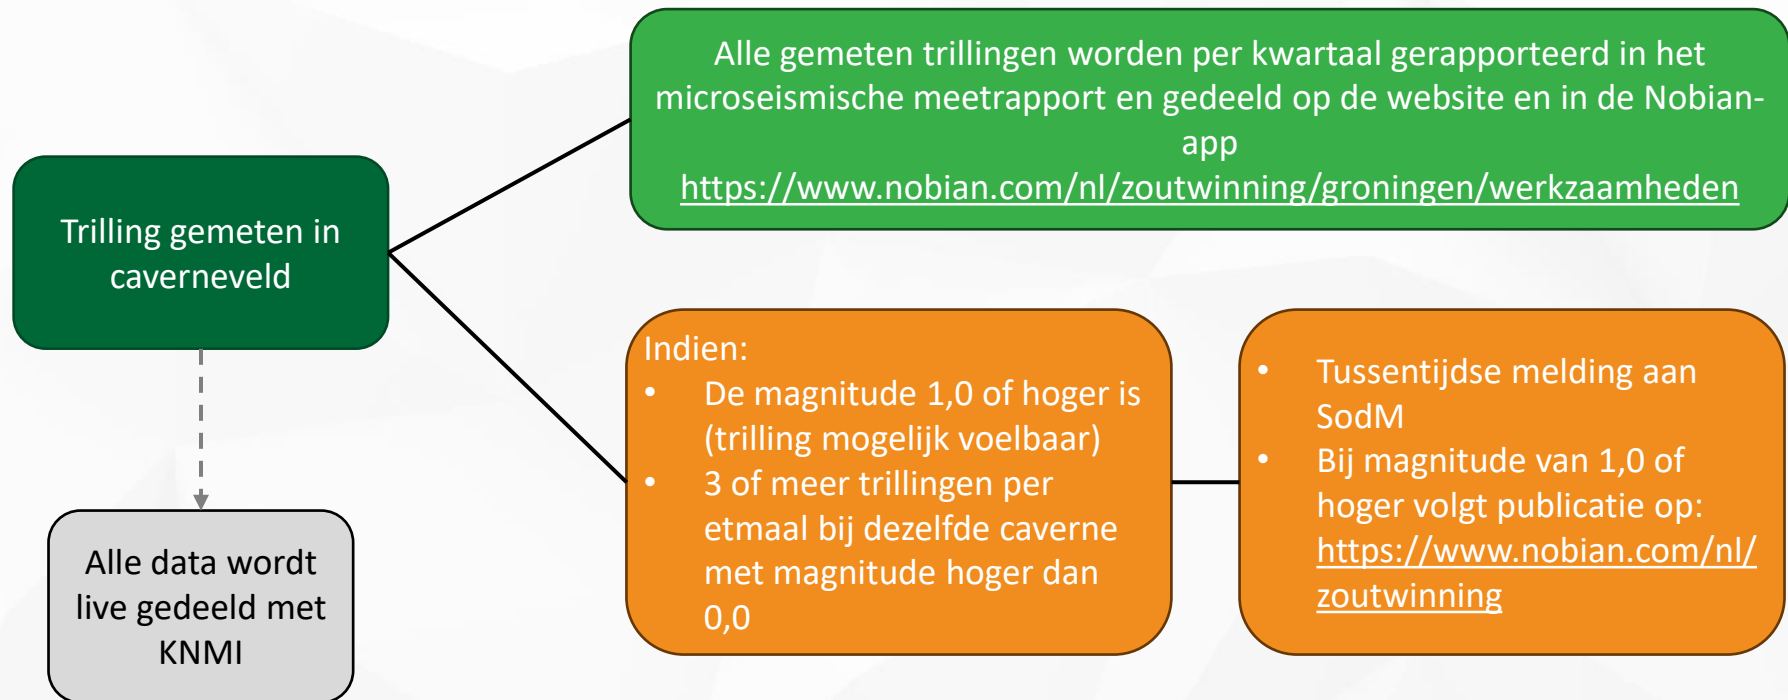 Alle gemeten trillingen worden per kwartaal gerapporteerd in het
microseismische meetrapport en gedeeld op de website en in de Nobian-
app
https://www.nobian.com/nl/zoutwinning/groningen/werkzaamheden
Trilling gemeten in
caverneveld
Indien:
• De magnitude 1,0 of hoger is
(trilling mogelijk voelbaar)
• 3 of meer trillingen per
etmaal bij dezelfde caverne
met magnitude hoger dan
0,0
• Tussentijdse melding aan
SodM
• Bij magnitude van 1,0 of
hoger volgt publicatie op:
https://www.nobian.com/nl/
zoutwinning
Alle data wordt
live gedeeld met
KNMI